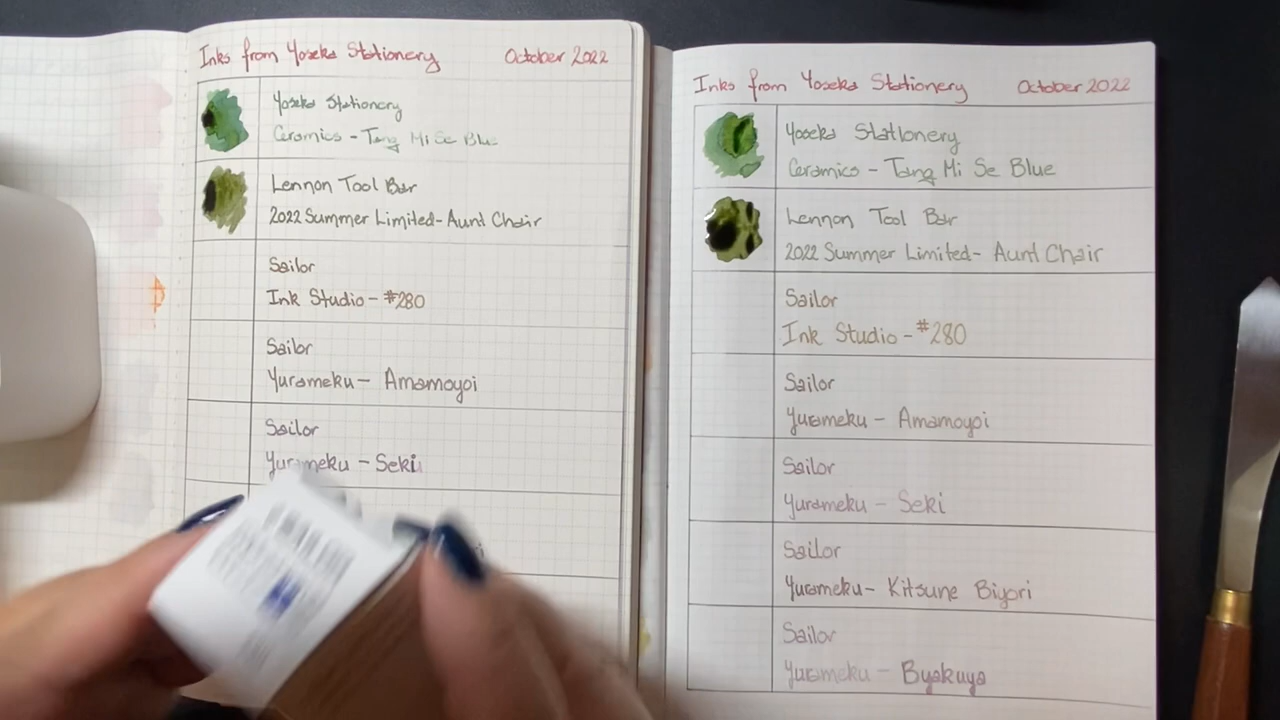 Inks from Yoseka Stationery October 2022
Yoseka Stationery
Ceramics - Tang Mi Se Blue
Lennon Tool Bar
2022 Summer Limited - Aunt Chair
Sailor
Ink Studio - #280
Sailor
Yurameku - Amamoyoi
Sailor
Yurameku - Seki
Inks from Yoseka Stationery October 2022
Yoseka Stationery
Ceramics - Tang Mi Se Blue
Lennon Tool Bar
2022 Summer Limited - Aunt Chair
Sailor
Ink Studio - #280
Sailor
Yurameku - Amamoyoi
Sailor
Yurameku - Seki
Sailor
Yurameku - Kitsune Biyori
Sailor
Yurameku - Byakuya